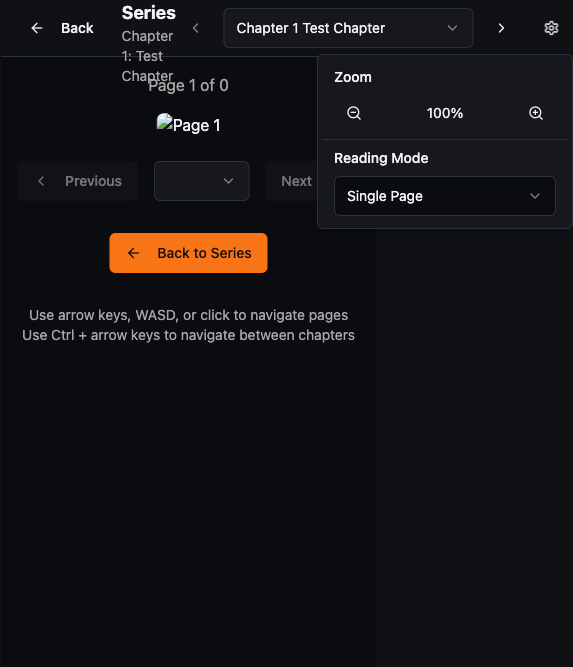 Back
Series
Chapter
1: Test
Chapter
Chapter 1 Test Chapter
Zoom
100%
Reading Mode
Single Page
Page 1 of 0
Page 1
Previous
Next
Back to Series
Use arrow keys, WASD, or click to navigate pages
Use Ctrl + arrow keys to navigate between chapters